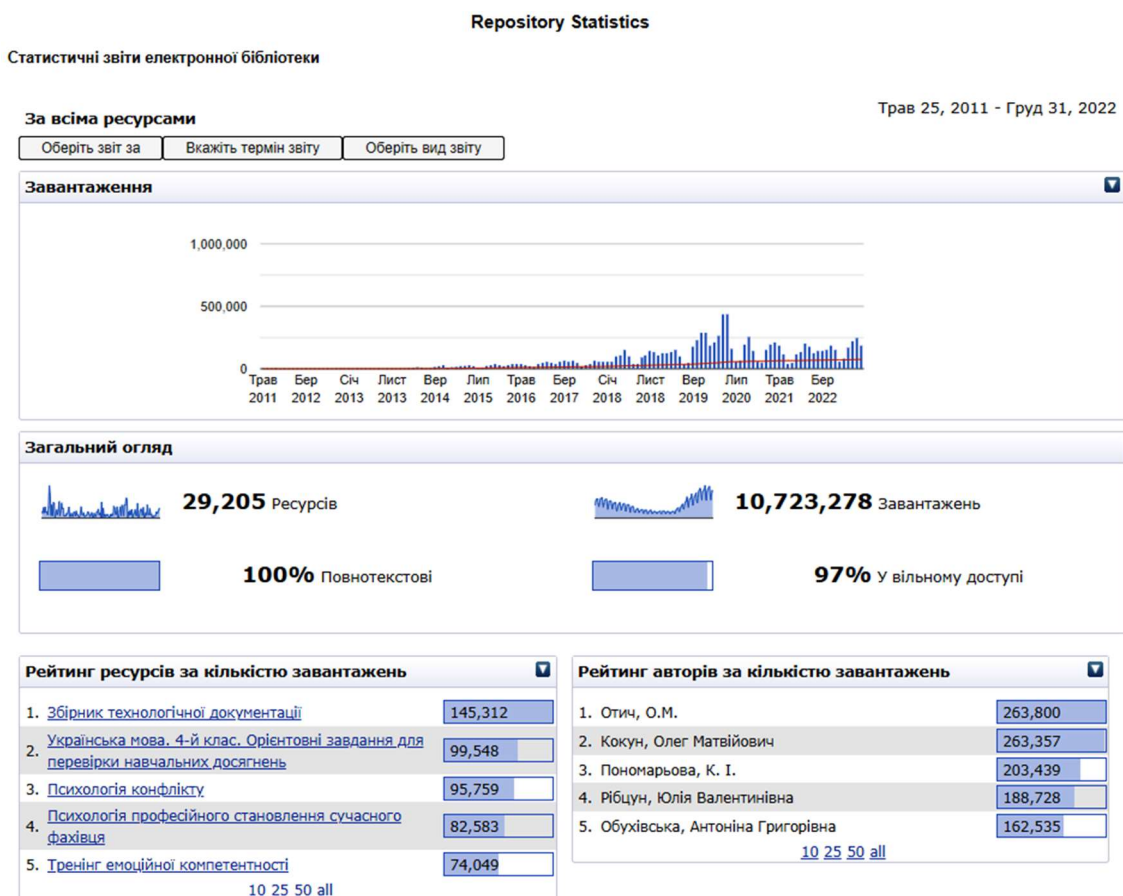 Repository Statistics
Статистичні звіти електронної бібліотеки
Трав 25, 2011 - Груд 31, 2022
За всіма ресурсами
Оберіть звіт за Вкажіть термін звіту Оберіть вид звіту
Завантаження
1,000,000
500,000
0
Трав Бер Січ Лист Вер Лип Трав Бер Січ Лист Вер Лип Трав Бер
2011 2012 2013 2013 2014 2015 2016 2017 2018 2018 2019 2020 2021 2022
Загальний огляд
29,205 Ресурсів 10,723,278 Завантажень
100% Повнотекстові 97% У вільному доступі
Рейтинг ресурсів за кількістю завантажень
1. Збірник технологічної документації 145,312
2. Українська мова. 4-й клас. Орієнтовні завдання для
перевірки навчальних досягнень 99,548
3. Психологія конфлікту 95,759
4. Психологія професійного становлення сучасного
фахівця 82,583
5. Тренінг емоційної компетентності 74,049
10 25 50 all
Рейтинг авторів за кількістю завантажень
1. Отич, О.М. 263,800
2. Кокун, Олег Матвійович 263,357
3. Пономарьова, К. І. 203,439
4. Рібцун, Юлія Валентинівна 188,728
5. Обухівська, Антоніна Григорівна 162,535
10 25 50 all